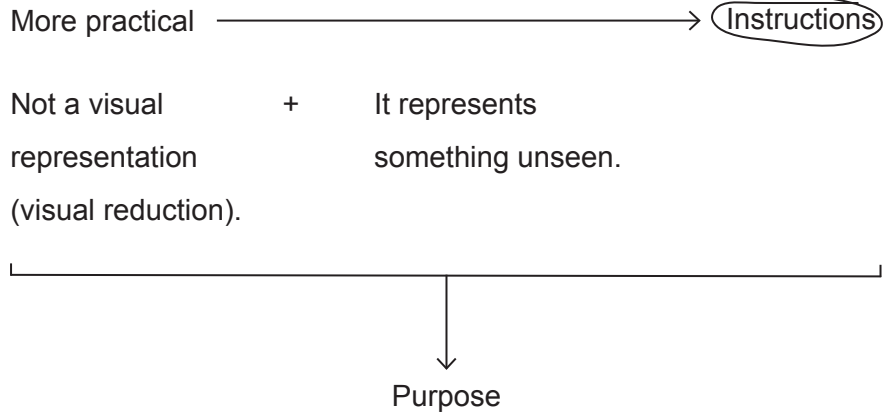 More practical Instructions
Not a visual + It represents
representation something unseen.
(visual reduction).
Purpose